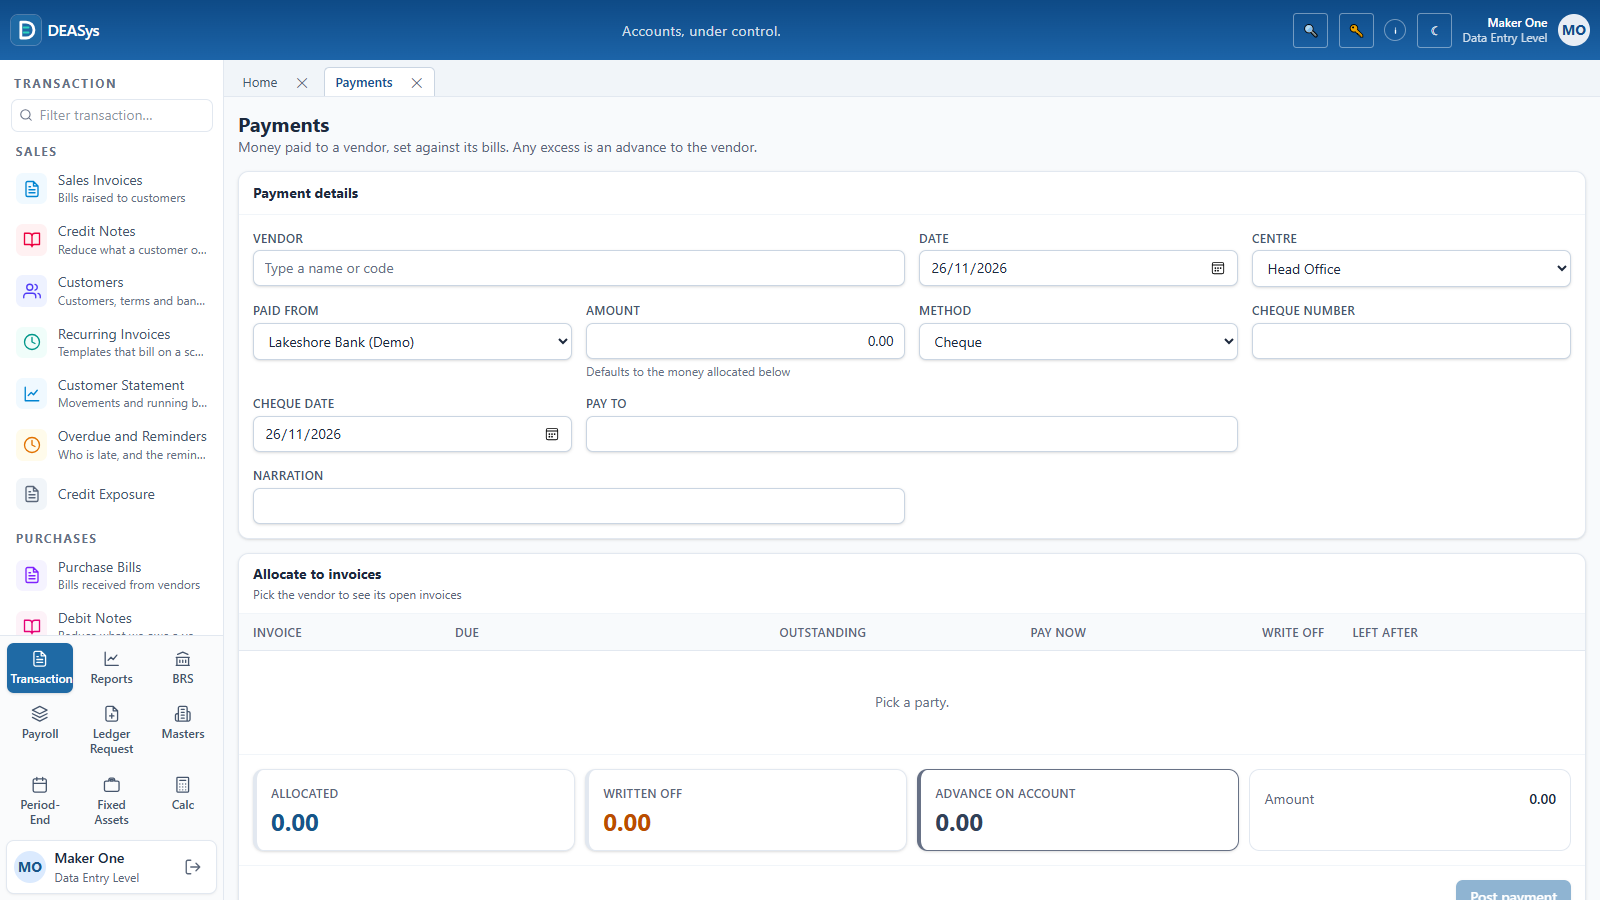 DEASys
Accounts, under control.
Maker One
Data Entry Level
MO
TRANSACTION
Filter transaction...
SALES
Sales Invoices
Bills raised to customers
Credit Notes
Reduce what a customer o...
Customers
Customers, terms and ban...
Recurring Invoices
Templates that bill on a sc...
Customer Statement
Movements and running b...
Overdue and Reminders
Who is late, and the remin...
Credit Exposure
PURCHASES
Purchase Bills
Bills received from vendors
Debit Notes
Transaction
Reports
BRS
Payroll
Ledger Request
Masters
Period-End
Fixed Assets
Calc
MO
Maker One
Data Entry Level
Home
Payments
Payments
Money paid to a vendor, set against its bills. Any excess is an advance to the vendor.
Payment details
VENDOR
Type a name or code
DATE
26/11/2026
CENTRE
Head Office
PAID FROM
Lakeshore Bank (Demo)
AMOUNT
0.00
Defaults to the money allocated below
METHOD
Cheque
CHEQUE NUMBER
CHEQUE DATE
26/11/2026
PAY TO
NARRATION
Allocate to invoices
Pick the vendor to see its open invoices
INVOICE DUE OUTSTANDING PAY NOW WRITE OFF LEFT AFTER
Pick a party.
ALLOCATED
0.00
WRITTEN OFF
0.00
ADVANCE ON ACCOUNT
0.00
Amount 0.00
Post payment